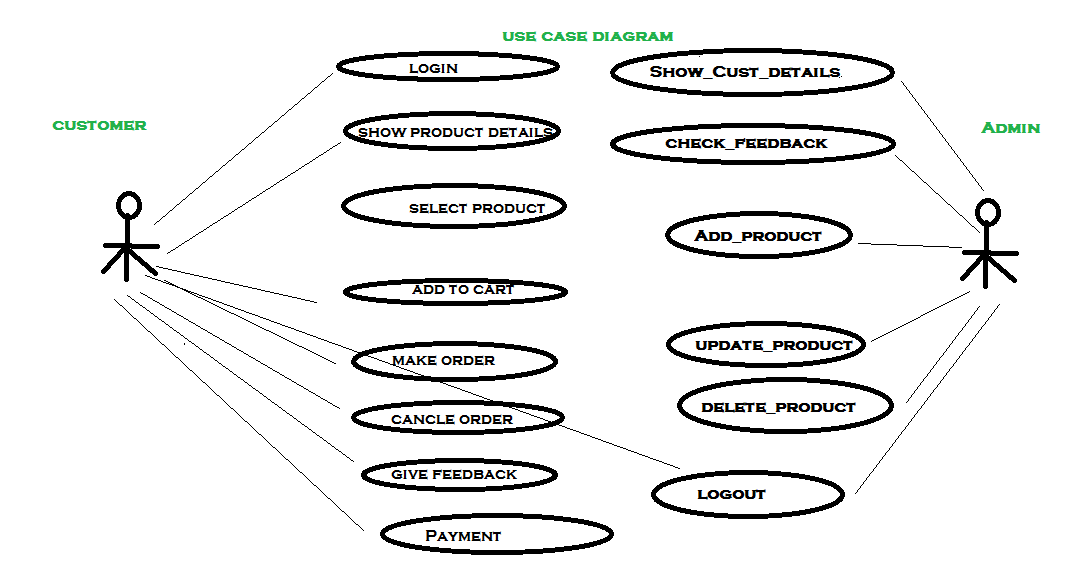 USE CASE DIAGRAM
CUSTOMER
LOGIN
SHOW PRODUCT DETAILS
SELECT PRODUCT
ADD TO CART
MAKE ORDER
CANCLE ORDER
GIVE FEEDBACK
PAYMENT
SHOW_CUST_DETAILS
CHECK_FEEDBACK
ADD_PRODUCT
UPDATE_PRODUCT
DELETE_PRODUCT
LOGOUT
ADMIN